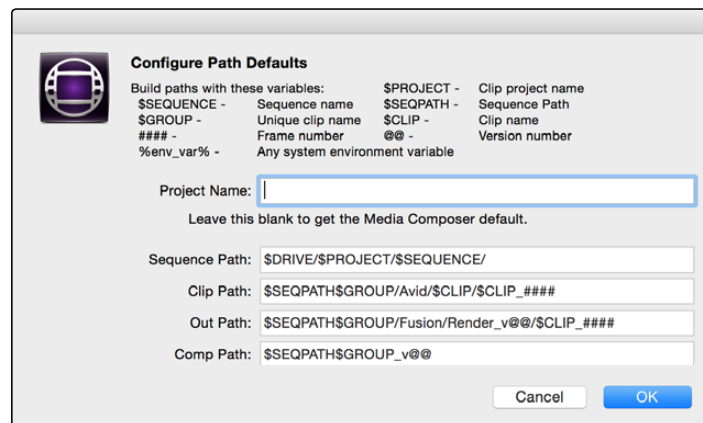 Configure Path Defaults
Build paths with these variables: $PROJECT - Clip project name
$SEQUENCE - Sequence name $SEQPATH - Sequence Path
$GROUP - Unique clip name $CLIP - Clip name
#### - Frame number @@ - Version number
%env_var% - Any system environment variable
Project Name:
Leave this blank to get the Media Composer default.
Sequence Path: $DRIVE/$PROJECT/$SEQUENCE/
Clip Path: $SEQPATH$GROUP/Avid/$CLIP/$CLIP_####
Out Path: $SEQPATH$GROUP/Fusion/Render_v@@/$CLIP_####
Comp Path: $SEQPATH$GROUP_v@@
Cancel OK